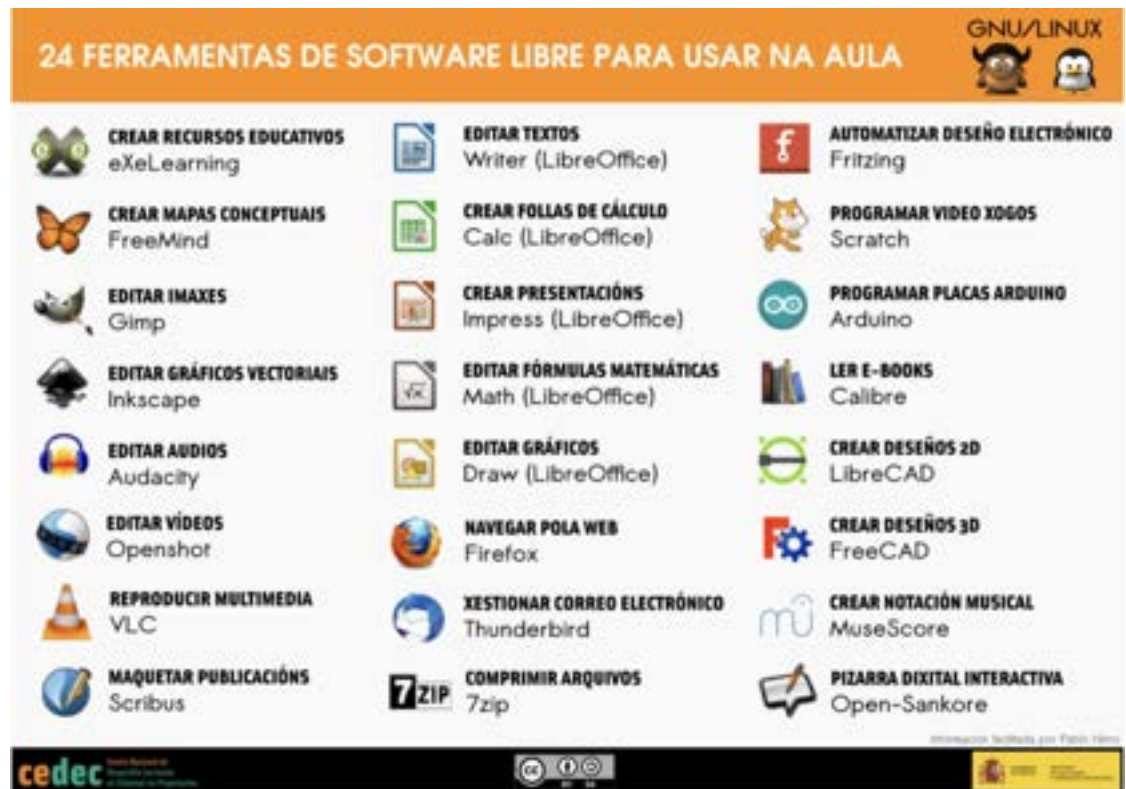 24 FERRAMENTAS DE SOFTWARE LIBRE PARA USAR NA AULA
GNU/LINUX
CREAR RECURSOS EDUCATIVOS
eXeLearning
CREAR MAPAS CONCEPTUAIS
FreeMind
EDITAR IMAXES
Gimp
EDITAR GRÁFICOS VECTORIAIS
Inkscape
EDITAR AUDIOS
Audacity
EDITAR VÍDEOS
Openshot
REPRODUCIR MULTIMEDIA
VLC
MAQUETAR PUBLICACIÓNS
Scribus
EDITAR TEXTOS
Writer (LibreOffice)
CREAR FOLLAS DE CÁLCULO
Calc (LibreOffice)
CREAR PRESENTACIÓNS
Impress (LibreOffice)
EDITAR FÓRMULAS MATEMÁTICAS
Math (LibreOffice)
EDITAR GRÁFICOS
Draw (LibreOffice)
NAVEGAR POLA WEB
Firefox
XESTIONAR CORREO ELECTRÓNICO
Thunderbird
7ZIP
COMPRIMIR ARQUIVOS
7zip
AUTOMATIZAR DESEÑO ELECTRÓNICO
Fritzing
PROGRAMAR VIDEO XOGOS
Scratch
PROGRAMAR PLACAS ARDUINO
Arduino
LER E-BOOKS
Calibre
CREAR DESEÑOS 2D
LibreCAD
CREAR DESEÑOS 3D
FreeCAD
CREAR NOTACIÓN MUSICAL
MuseScore
PIZARRA DIXITAL INTERACTIVA
Open-Sankore
cedec
cc
BY SA